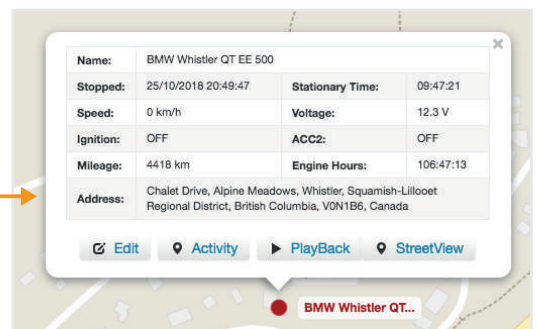 Name: BMW Whistler QT EE 500
Stopped: 25/10/2018 20:49:47 Stationary Time: 09:47:21
Speed: 0 km/h Voltage: 12.3 V
Ignition: OFF ACC2: OFF
Mileage: 4418 km Engine Hours: 106:47:13
Address: Chalet Drive, Alpine Meadows, Whistler, Squamish-Lillooet
Regional District, British Columbia, V0N1B6, Canada
Edit Activity PlayBack StreetView
BMW Whistler QT...